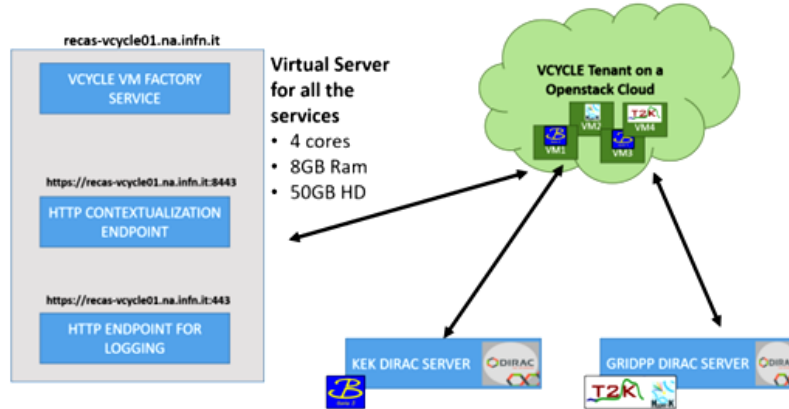 recas-vcycle01.na.infn.it
VCYCLE VM FACTORY
SERVICE
https://recas-vcycle01.na.infn.it:8443
HTTP CONTEXTUALIZATION
ENDPOINT
https://recas-vcycle01.na.infn.it:443
HTTP ENDPOINT FOR
LOGGING
Virtual Server
for all the
services
• 4 cores
• 8GB Ram
• 50GB HD
VCYCLE Tenant on a
Openstack Cloud
VM1
VM2
VM3
T2K
VM4
KEK DIRAC SERVER
DIRAC
B
GRIDPP DIRAC SERVER
DIRAC
T2K